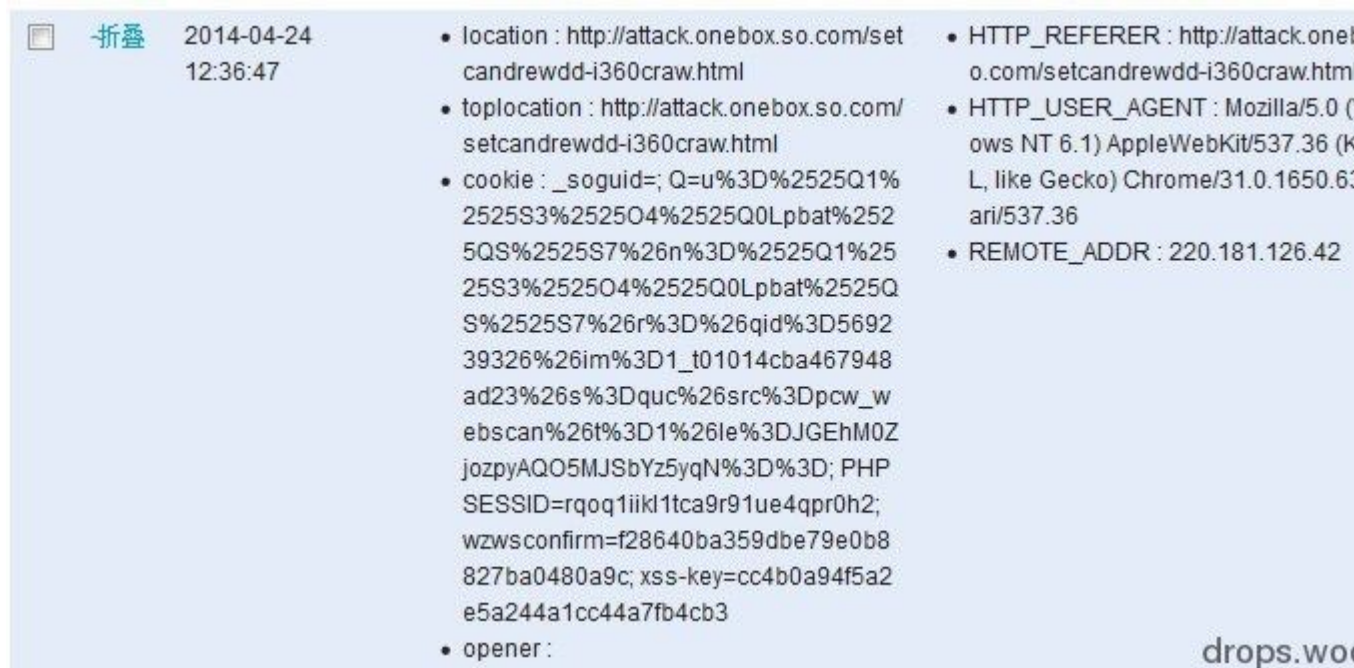 -折叠
2014-04-24
12:36:47
• location : http://attack.onebox.so.com/set
candrewdd-i360craw.html
• toplocation : http://attack.onebox.so.com/
setcandrewdd-i360craw.html
• cookie : _soguid=; Q=u%3D%2525Q1%
2525S3%2525O4%2525Q0Lpbat%252
5QS%2525S7%26n%3D%2525Q1%25
25S3%2525O4%2525Q0Lpbat%2525Q
S%2525S7%26r%3D%26qid%3D5692
39326%26im%3D1_t01014cba467948
ad23%26s%3Dquc%26src%3Dpcw_w
ebscan%26t%3D1%26le%3DJGEhM0Z
jozpyAQO5MJSbYz5yqN%3D%3D; PHP
SESSID=rqoq1iikl1tca9r91ue4qpr0h2;
wzwsconfirm=f28640ba359dbe79e0b8
827ba0480a9c; xss-key=cc4b0a94f5a2
e5a244a1cc44a7fb4cb3
• opener :
• HTTP_REFERER : http://attack.oneb
o.com/setcandrewdd-i360craw.html
• HTTP_USER_AGENT : Mozilla/5.0 (
ows NT 6.1) AppleWebKit/537.36 (K
L, like Gecko) Chrome/31.0.1650.63
ari/537.36
• REMOTE_ADDR : 220.181.126.42
drops.woo